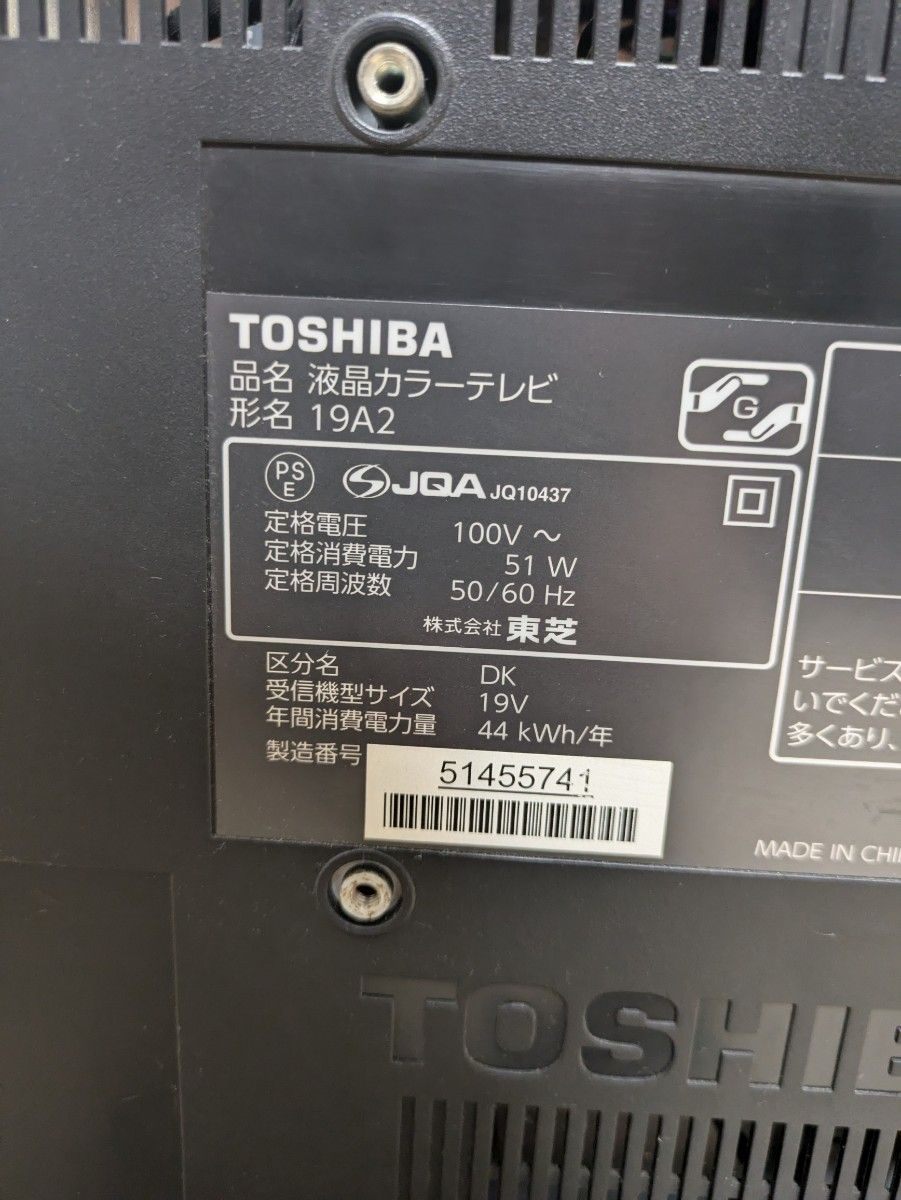 TOSHIBA
品名 液晶カラーテレビ
形名 19A2
G
PS
E
JQA JQ10437
定格電圧 100V ～
定格消費電力 51 W
定格周波数 50/60 Hz
株式会社 東芝
区分名 DK
受信機型サイズ 19V
年間消費電力量 44 kWh/年
製造番号 51455741
サービス
いでくだ
多くあり、
MADE IN CHI
TOSHIB